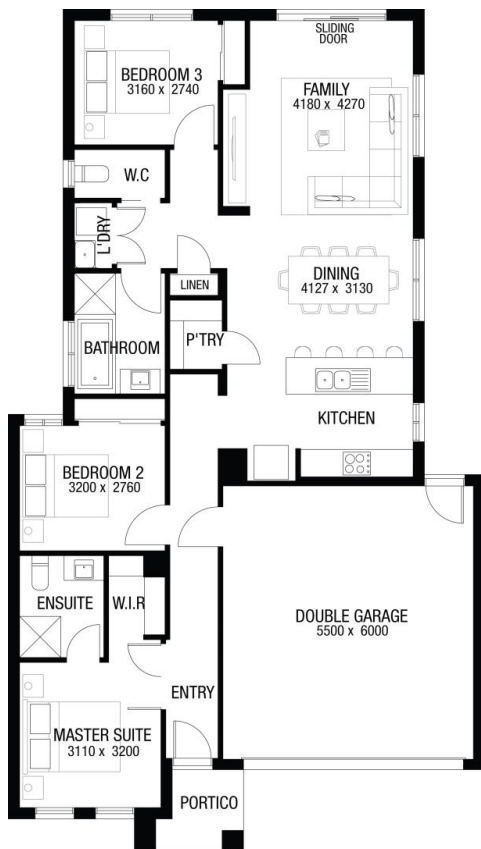 SLIDING
DOOR
BEDROOM 3
3160 x 2740
FAMILY
4180 x 4270
W.C
L'DRY
LINEN
DINING
4127 x 3130
BATHROOM
P'TRY
KITCHEN
BEDROOM 2
3200 x 2760
ENSUITE
W.I.R
DOUBLE GARAGE
5500 x 6000
ENTRY
MASTER SUITE
3110 x 3200
PORTICO